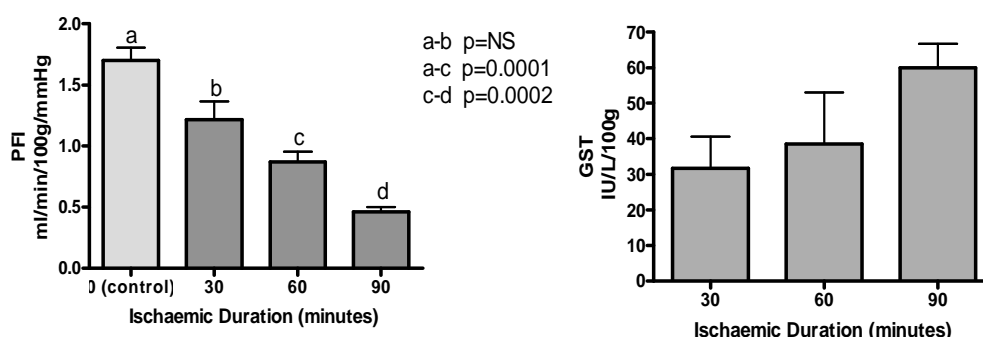 2.0
1.5
1.0
0.5
0.0
PFI
ml/min/100g/mmHg
a
b
c
d
0 (control)
30
60
90
Ischaemic Duration (minutes)
a-b p=NS
a-c p=0.0001
c-d p=0.0002
70
60
50
40
30
20
10
0
GST
IU/L/100g
30
60
90
Ischaemic Duration (minutes)